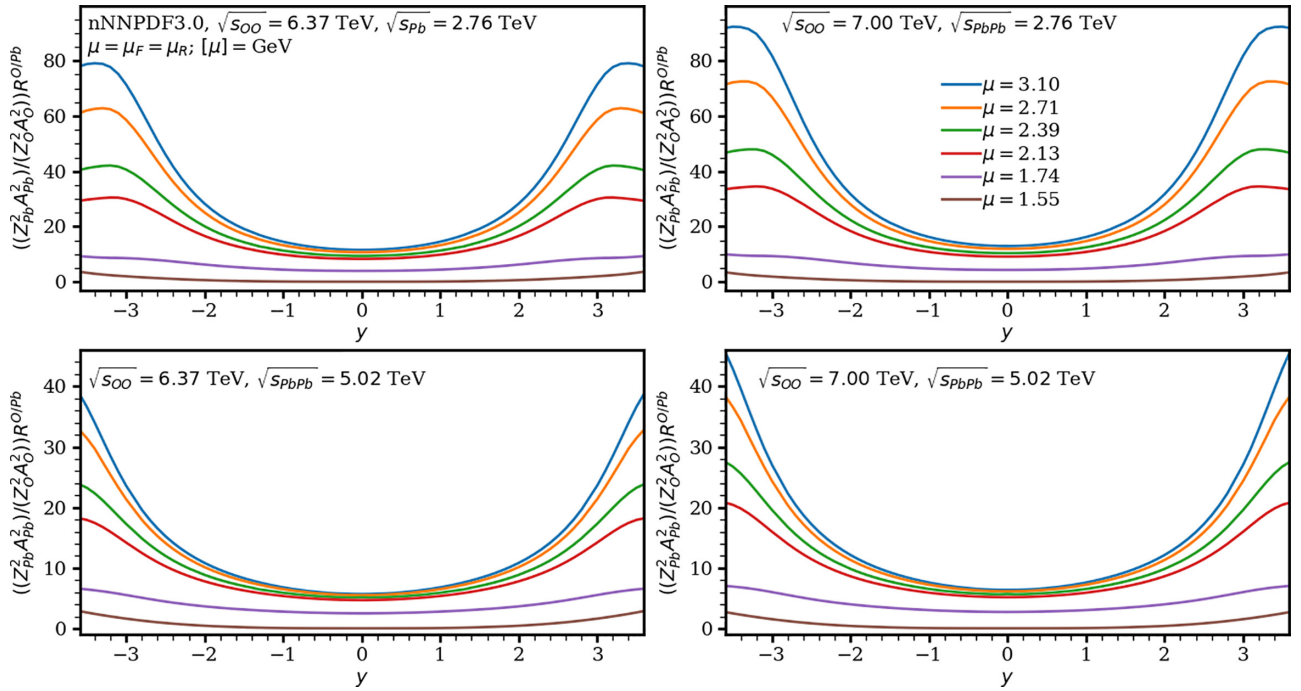 nNNPDF3.0, √s_OO = 6.37 TeV, √s_Pb = 2.76 TeV
μ = μ_F = μ_R; [μ] = GeV
((Z²_Pb A²_Pb)/(Z²_O A²_O))R^{O/Pb}
80
60
40
20
0
−3 −2 −1 0 1 2 3
y
√s_OO = 7.00 TeV, √s_PbPb = 2.76 TeV
μ = 3.10
μ = 2.71
μ = 2.39
μ = 2.13
μ = 1.74
μ = 1.55
((Z²_Pb A²_Pb)/(Z²_O A²_O))R^{O/Pb}
80
60
40
20
0
−3 −2 −1 0 1 2 3
y
√s_OO = 6.37 TeV, √s_PbPb = 5.02 TeV
((Z²_Pb A²_Pb)/(Z²_O A²_O))R^{O/Pb}
40
30
20
10
0
−3 −2 −1 0 1 2 3
y
√s_OO = 7.00 TeV, √s_PbPb = 5.02 TeV
((Z²_Pb A²_Pb)/(Z²_O A²_O))R^{O/Pb}
40
30
20
10
0
−3 −2 −1 0 1 2 3
y